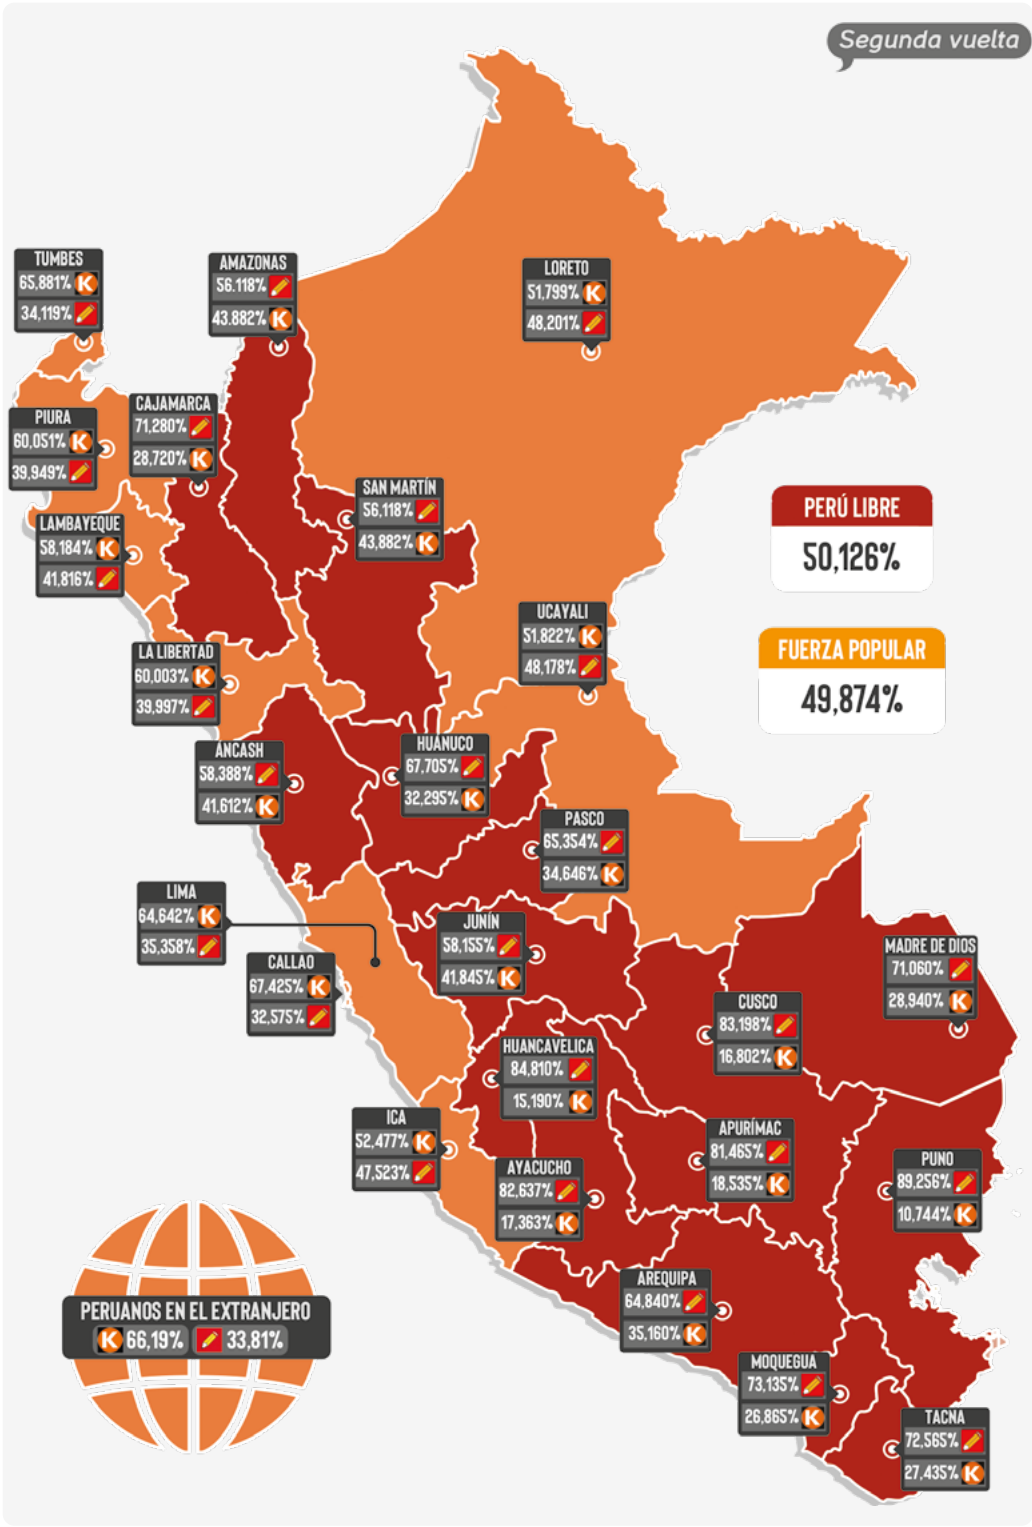 Segunda vuelta
TUMBES
65,881% K
34,119%
AMAZONAS
56.118%
43.882% K
LORETO
51,799% K
48,201%
PIURA
60,051% K
39,949%
CAJAMARCA
71,280%
28,720% K
SAN MARTÍN
56,118%
43,882% K
LAMBAYEQUE
58,184% K
41,816%
PERÚ LIBRE
50,126%
FUERZA POPULAR
49,874%
UCAYALI
51,822% K
48,178%
LA LIBERTAD
60,003% K
39,997%
ÁNCASH
58,388%
41,612% K
HUÁNUCO
67,705%
32,295% K
PASCO
65,354%
34,646% K
LIMA
64,642% K
35,358%
JUNÍN
58,155%
41,845% K
CALLAO
67,425% K
32,575%
MADRE DE DIOS
71,060%
28,940% K
CUSCO
83,198%
16,802% K
HUANCAVELICA
84,810%
15,190% K
ICA
52,477% K
47,523%
APURÍMAC
81,465%
18,535% K
AYACUCHO
82,637%
17,363% K
PUNO
89,256%
10,744% K
AREQUIPA
64,840%
35,160% K
PERUANOS EN EL EXTRANJERO
K 66,19% 33,81%
MOQUEGUA
73,135%
26,865% K
TACNA
72,565%
27,435% K